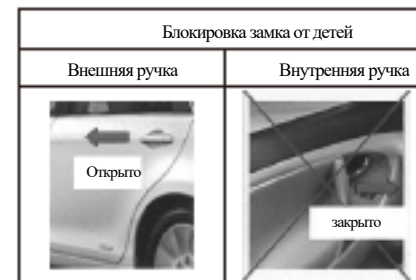 Блокировка замка от детей
Внешняя ручка
Внутренняя ручка
Открыто
закрыто